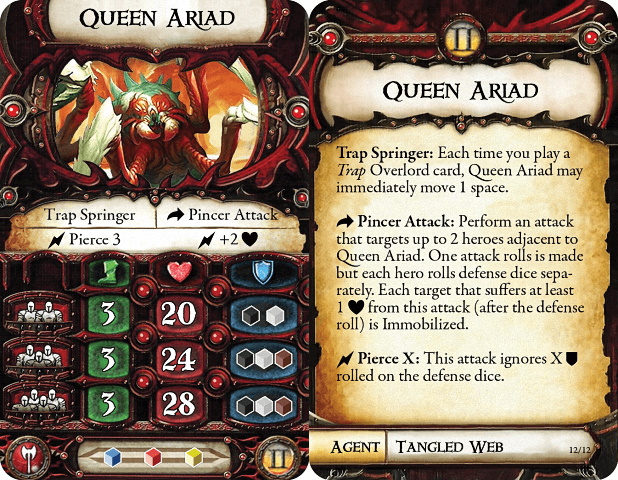 Queen Ariad
Trap Springer
Pincer Attack
Pierce 3
+2
3 20
3 24
3 28
II
II
Queen Ariad
Trap Springer: Each time you play a
Trap Overlord card, Queen Ariad may
immediately move 1 space.
Pincer Attack: Perform an attack
that targets up to 2 heroes adjacent to
Queen Ariad. One attack rolls is made
but each hero rolls defense dice sepa-
rately. Each target that suffers at least
1 from this attack (after the defense
roll) is Immobilized.
Pierce X: This attack ignores X
rolled on the defense dice.
Agent Tangled Web 12/12